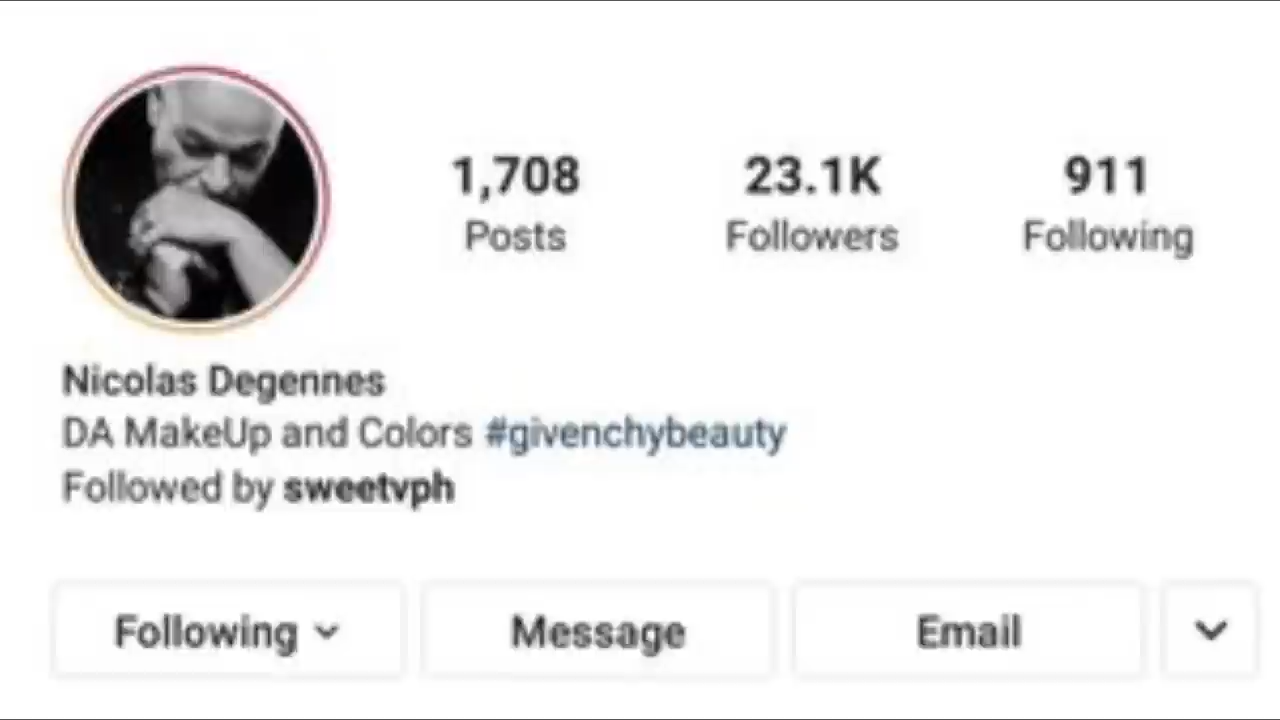 1,708 23.1K 911
Posts Followers Following
Nicolas Degennes
DA MakeUp and Colors #givenchybeauty
Followed by sweetvph
Following Message Email